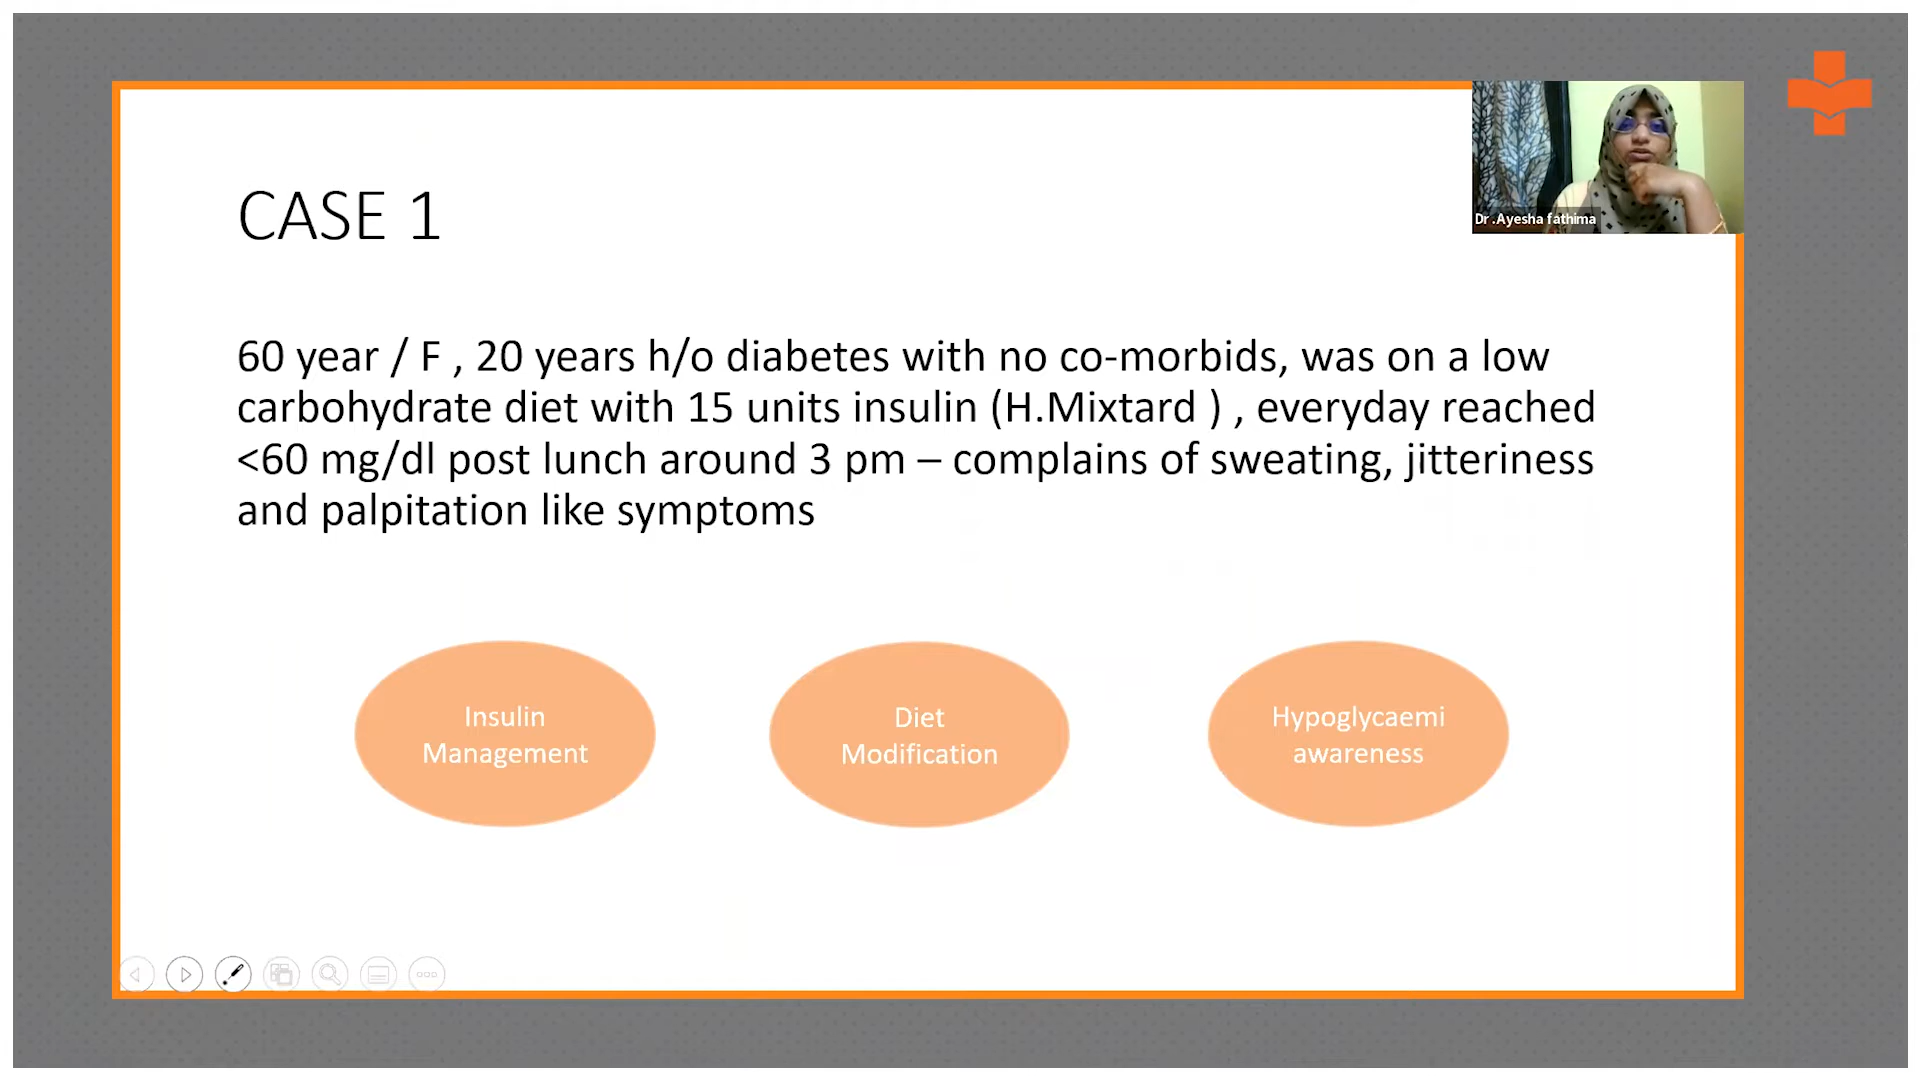 Dr .Ayesha fathima
CASE 1
60 year / F , 20 years h/o diabetes with no co-morbids, was on a low
carbohydrate diet with 15 units insulin (H.Mixtard ) , everyday reached
<60 mg/dl post lunch around 3 pm – complains of sweating, jitteriness
and palpitation like symptoms
Insulin
Management
Diet
Modification
Hypoglycaemi
awareness